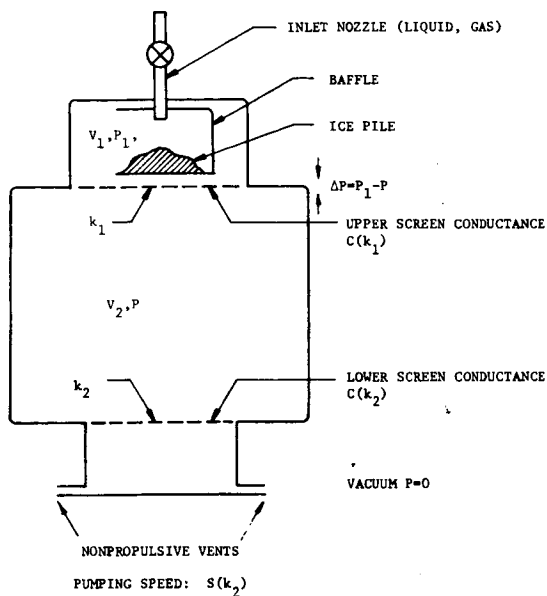 INLET NOZZLE (LIQUID, GAS)
BAFFLE
V1,P1,
ICE PILE
ΔP=P1-P
k1
UPPER SCREEN CONDUCTANCE
C(k1)
V2,P
k2
LOWER SCREEN CONDUCTANCE
C(k2)
VACUUM P=0
NONPROPULSIVE VENTS
PUMPING SPEED: S(k2)